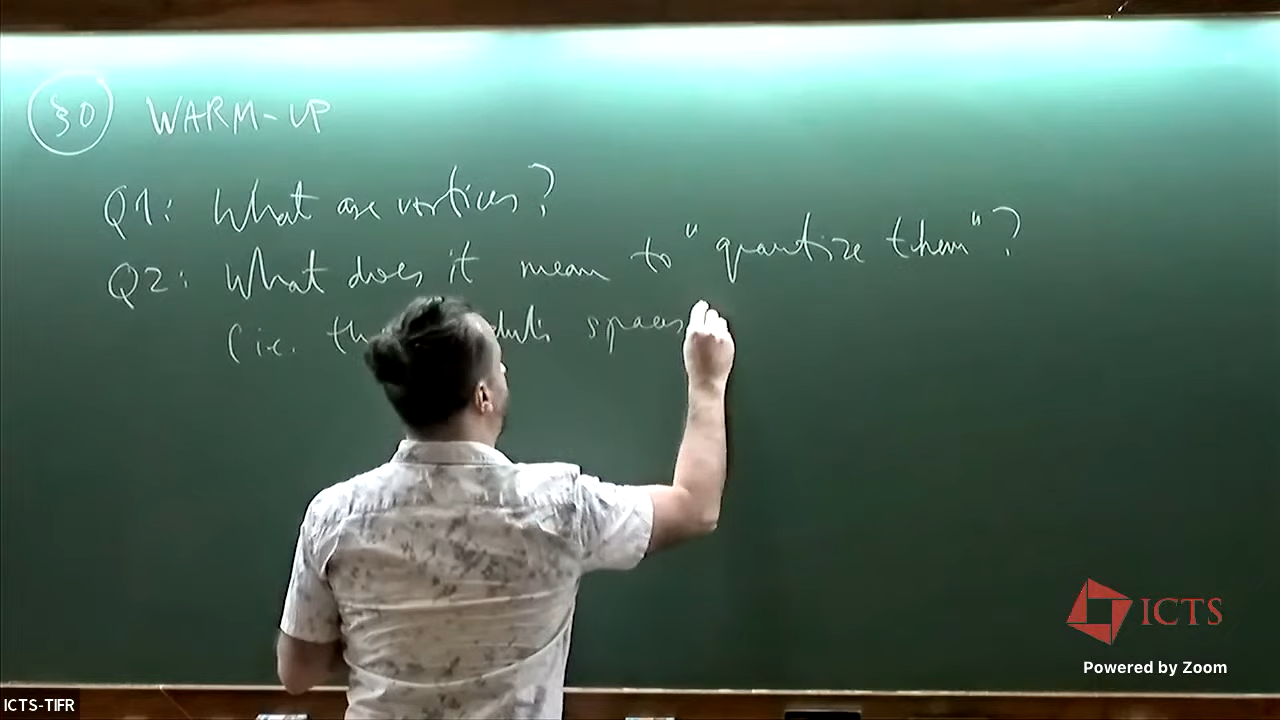 §0 WARM-UP
Q1: What are vortices?
Q2: What does it mean to "quantize them"?
(i.e. spaces
ICTS
Powered by Zoom
ICTS-TIFR